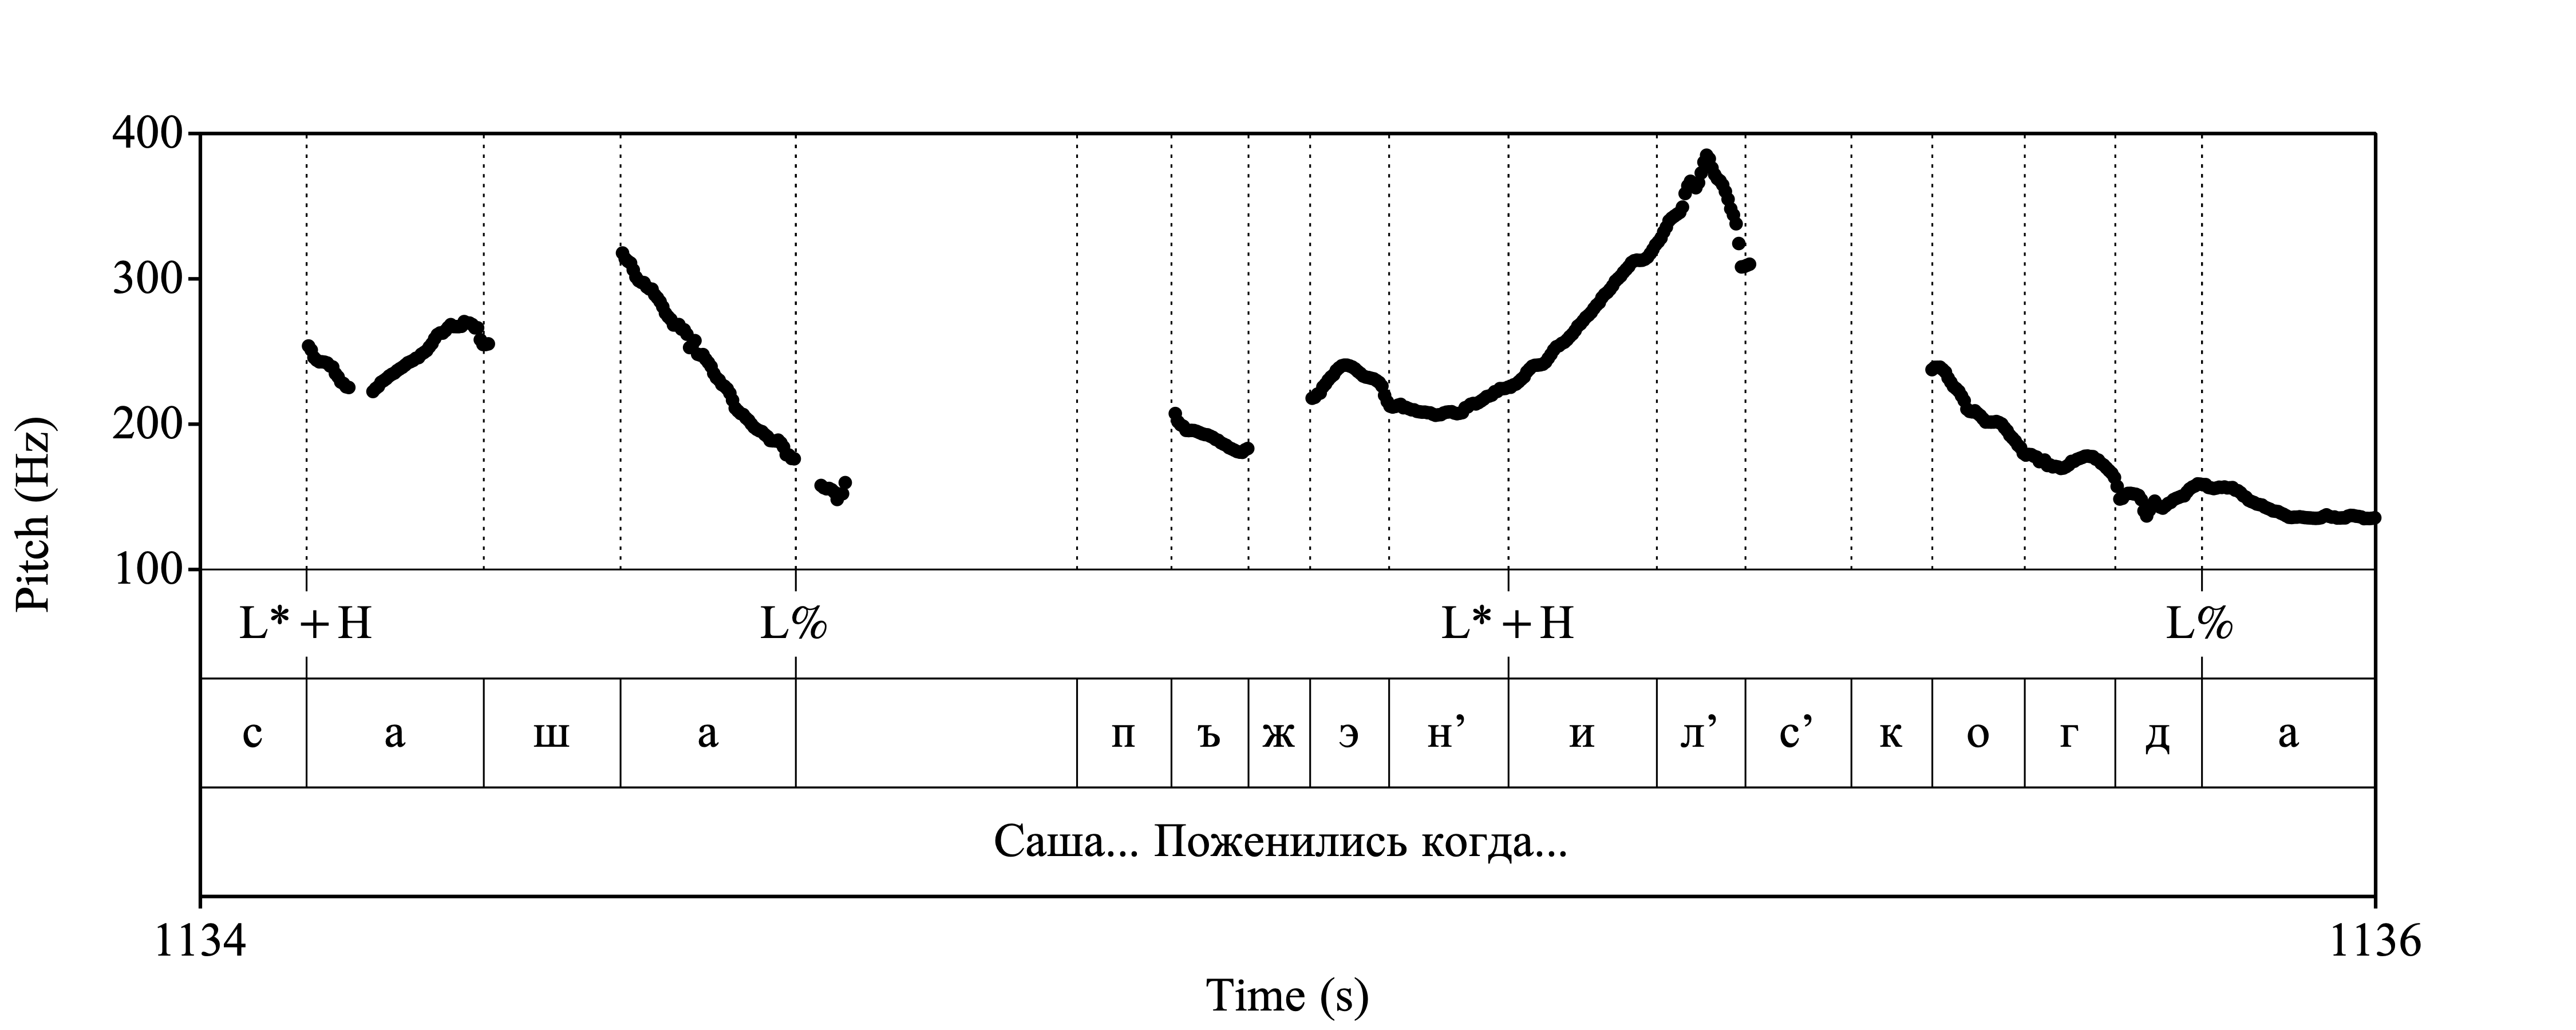 400
300
200
100
Pitch (Hz)
L*+H L% L*+H L%
с а ш а п ъ ж э н’ и л’ с’ к о г д а
Саша... Поженились когда...
1134 1136
Time (s)